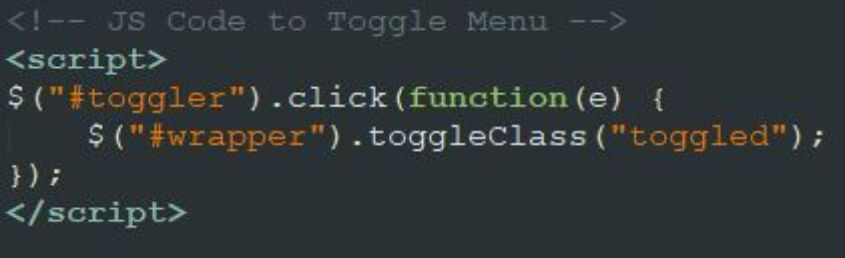 <!-- JS Code to Toggle Menu -->
<script>
$("#toggler").click(function(e) {
    $("#wrapper").toggleClass("toggled");
});
</script>